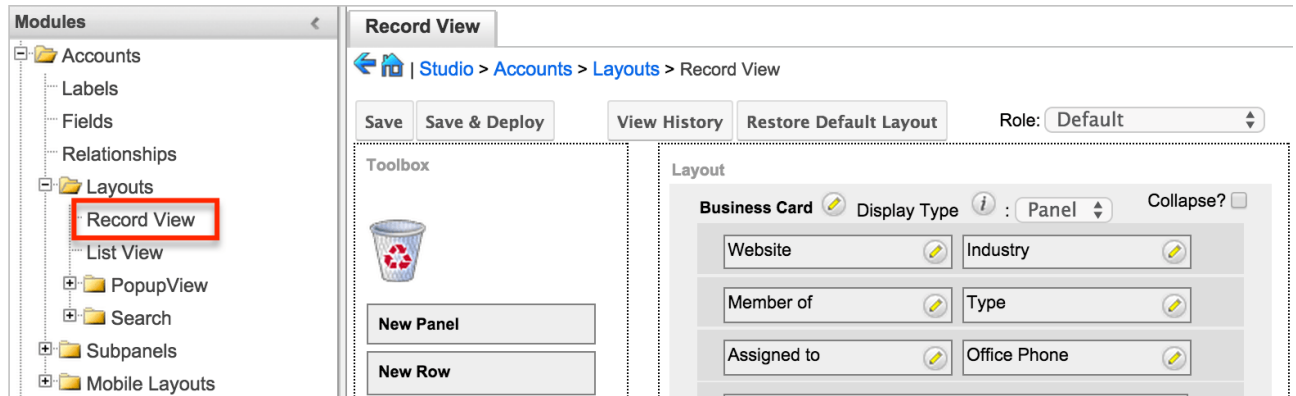 Modules
Accounts
Labels
Fields
Relationships
Layouts
Record View
List View
PopupView
Search
Subpanels
Mobile Layouts
Record View
| Studio > Accounts > Layouts > Record View
Save Save & Deploy View History Restore Default Layout Role: Default
Toolbox
New Panel
New Row
Layout
Business Card Display Type i : Panel Collapse?
Website Industry
Member of Type
Assigned to Office Phone